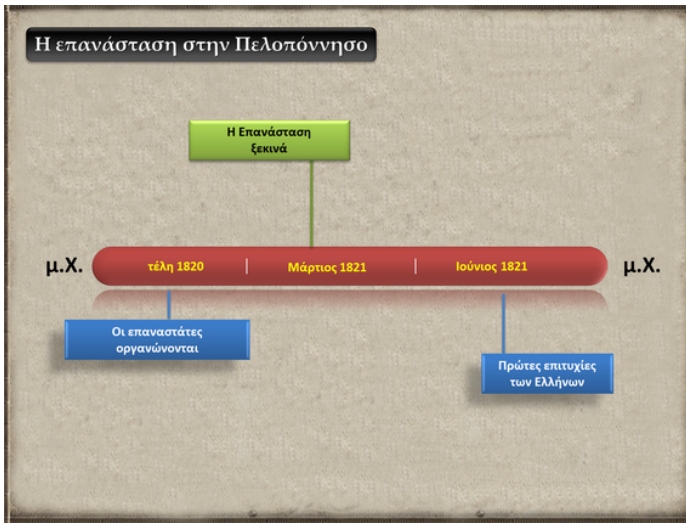 Η επανάσταση στην Πελοπόννησο
Η Επανάσταση
ξεκινά
μ.Χ.
τέλη 1820
Μάρτιος 1821
Ιούνιος 1821
μ.Χ.
Οι επαναστάτες
οργανώνονται
Πρώτες επιτυχίες
των Ελλήνων